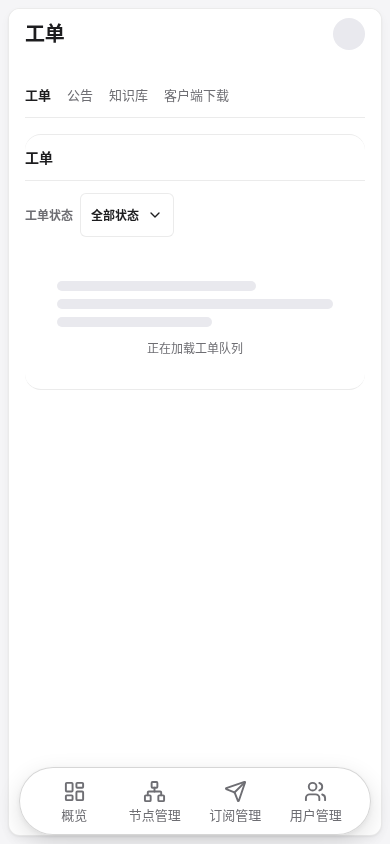 工单
工单 公告 知识库 客户端下载
工单
工单状态 全部状态
正在加载工单队列
概览 节点管理 订阅管理 用户管理